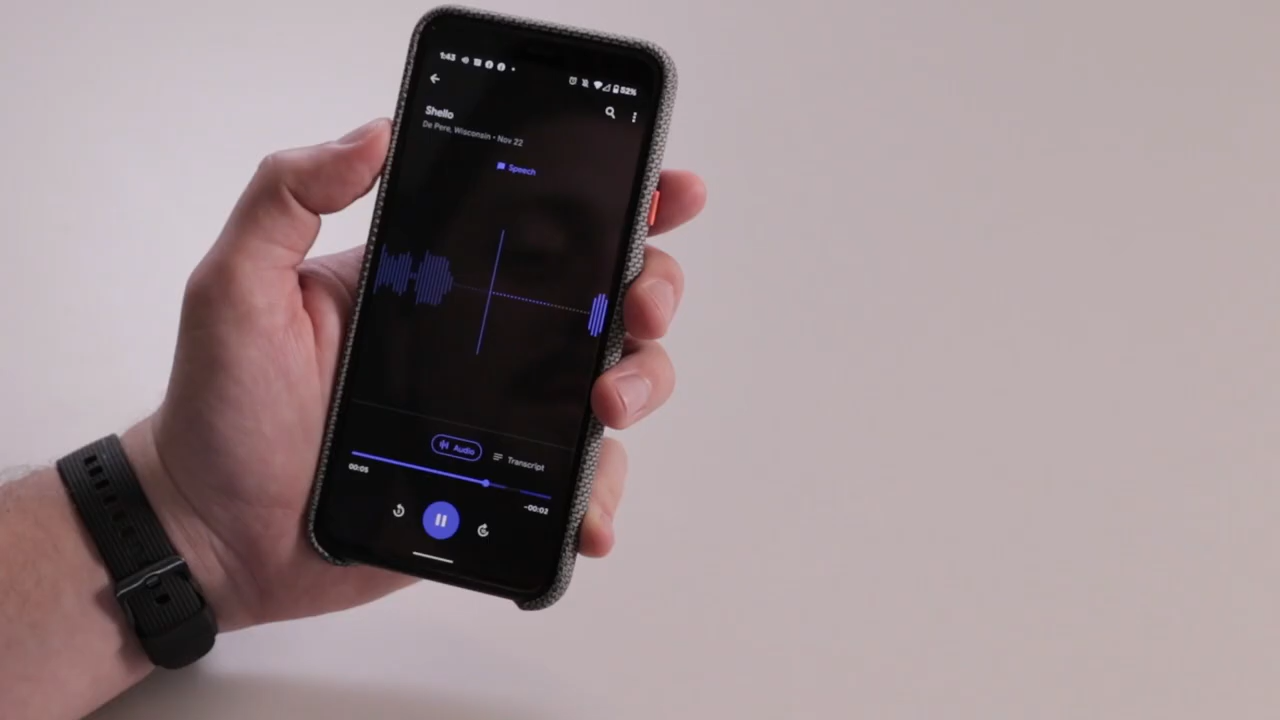 1:43
52%
Shello
De Pere, Wisconsin • Nov 22
Speech
Audio
Transcript
00:05
-00:02